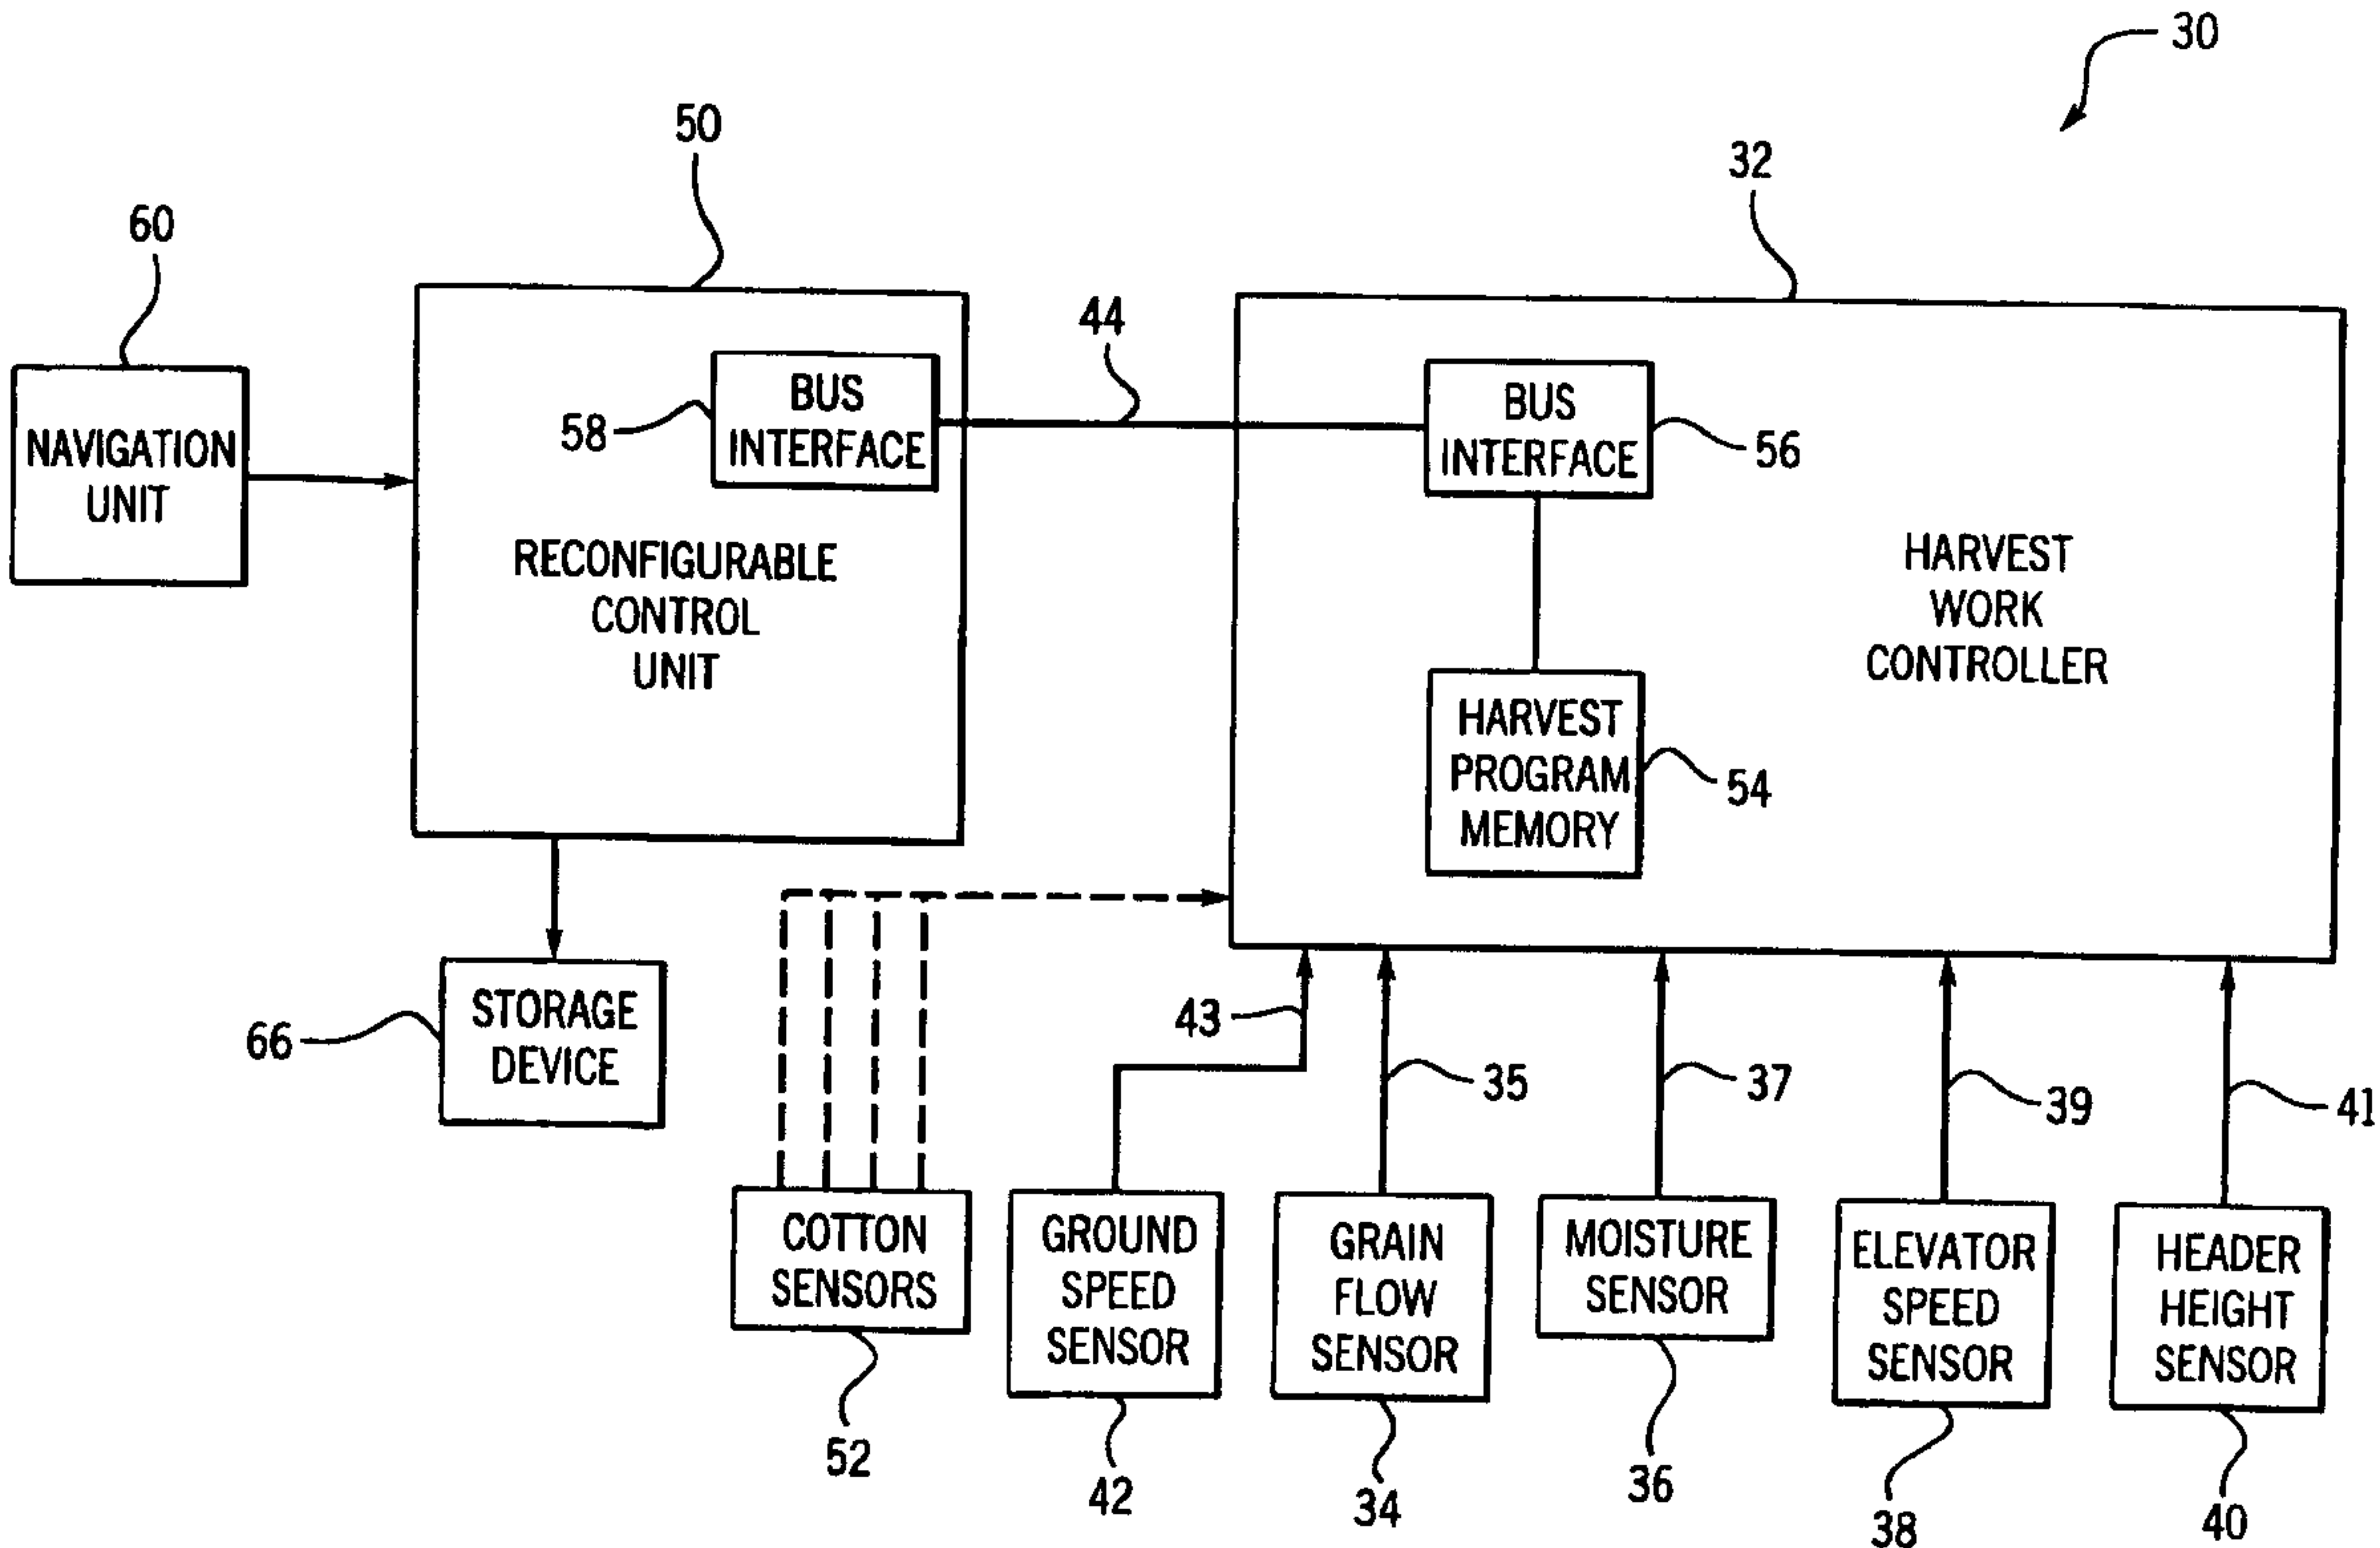 30
50
32
60
44
NAVIGATION
UNIT
58
BUS
INTERFACE
RECONFIGURABLE
CONTROL
UNIT
BUS
INTERFACE
56
HARVEST
WORK
CONTROLLER
HARVEST
PROGRAM
MEMORY
54
66
STORAGE
DEVICE
43
35
37
39
41
COTTON
SENSORS
GROUND
SPEED
SENSOR
GRAIN
FLOW
SENSOR
MOISTURE
SENSOR
ELEVATOR
SPEED
SENSOR
HEADER
HEIGHT
SENSOR
52
42
34
36
38
40